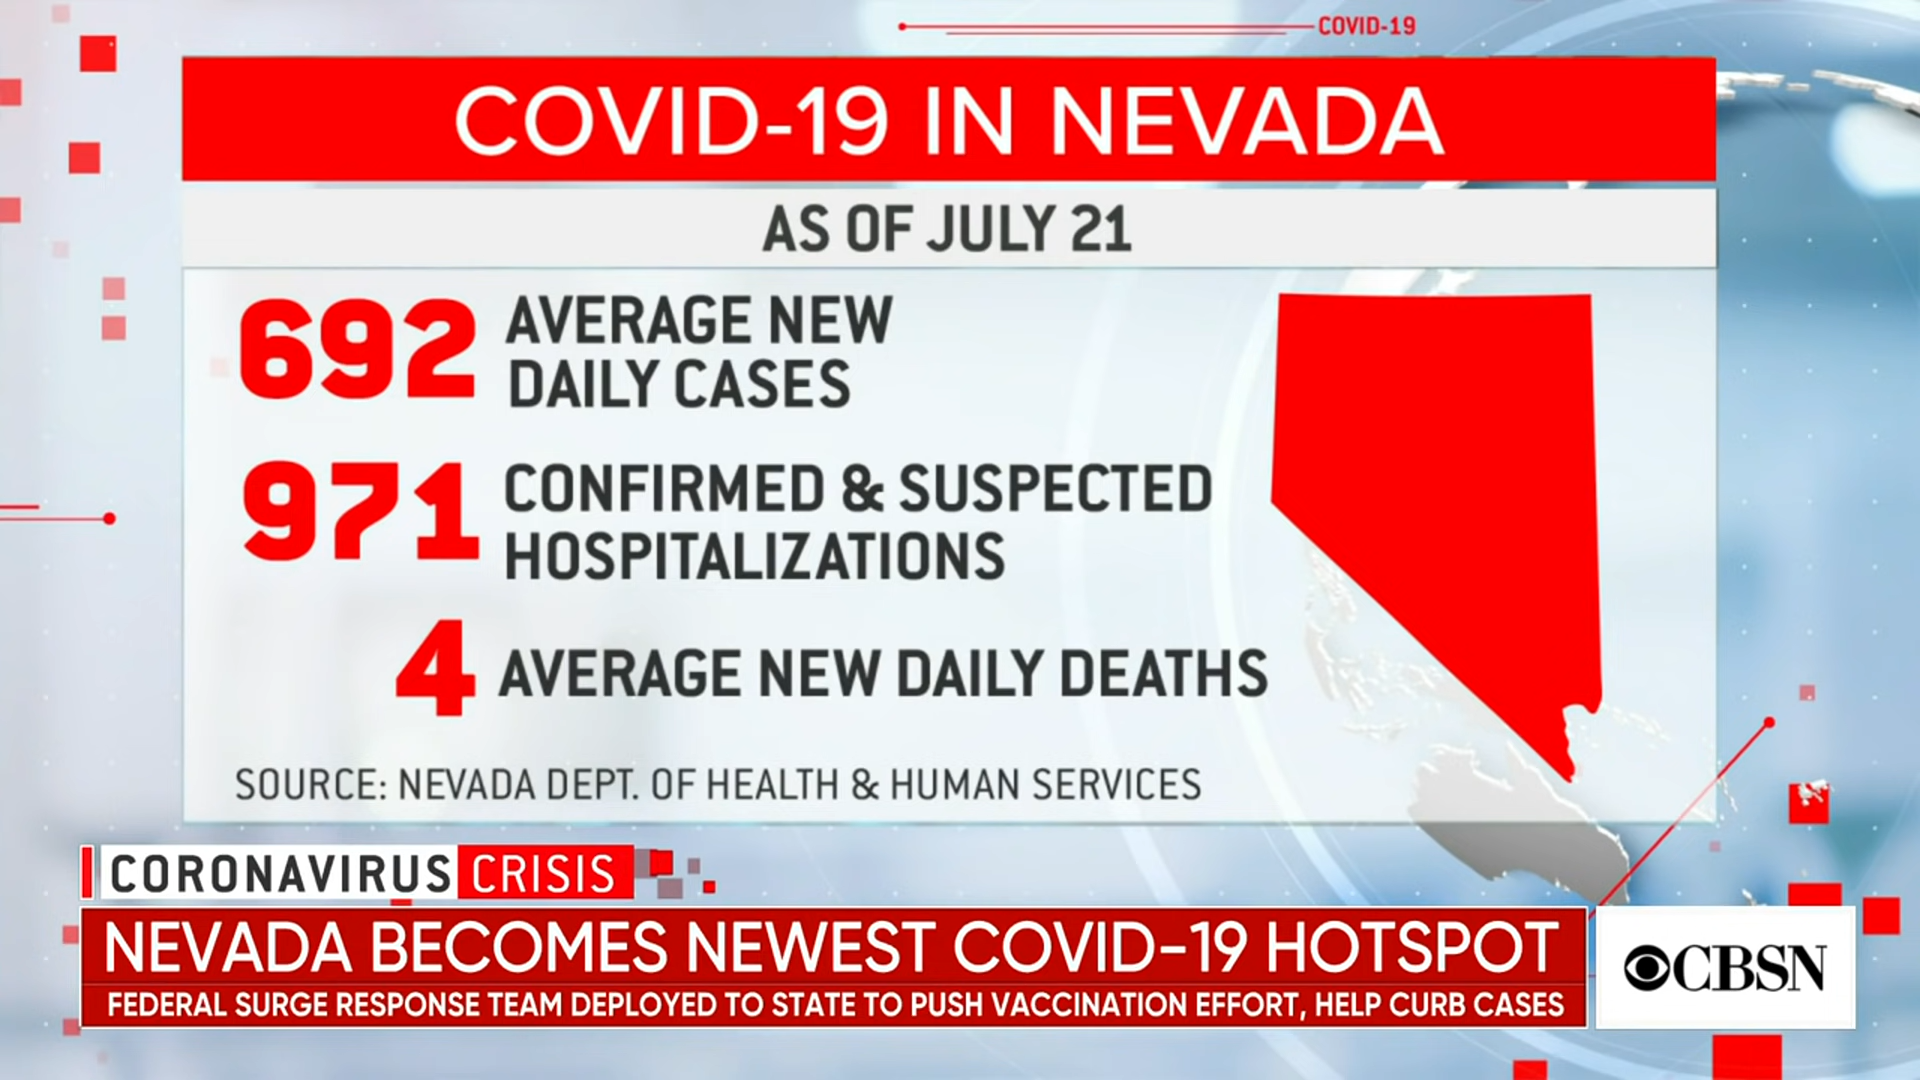 COVID-19
COVID-19 IN NEVADA
AS OF JULY 21
692 AVERAGE NEW
DAILY CASES
971 CONFIRMED & SUSPECTED
HOSPITALIZATIONS
4 AVERAGE NEW DAILY DEATHS
SOURCE: NEVADA DEPT. OF HEALTH & HUMAN SERVICES
CORONAVIRUS CRISIS
NEVADA BECOMES NEWEST COVID-19 HOTSPOT
FEDERAL SURGE RESPONSE TEAM DEPLOYED TO STATE TO PUSH VACCINATION EFFORT, HELP CURB CASES
CBSN